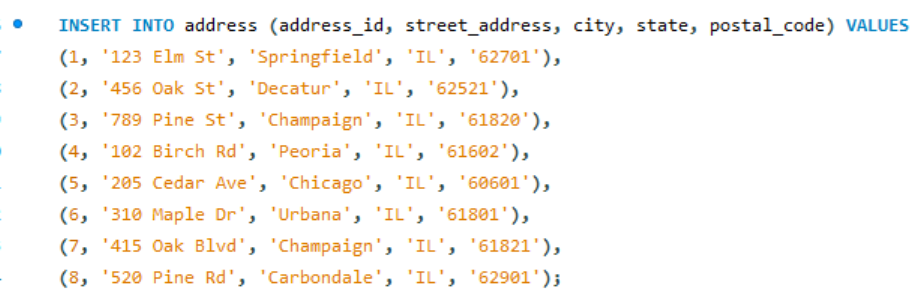 INSERT INTO address (address_id, street_address, city, state, postal_code) VALUES
(1, '123 Elm St', 'Springfield', 'IL', '62701'),
(2, '456 Oak St', 'Decatur', 'IL', '62521'),
(3, '789 Pine St', 'Champaign', 'IL', '61820'),
(4, '102 Birch Rd', 'Peoria', 'IL', '61602'),
(5, '205 Cedar Ave', 'Chicago', 'IL', '60601'),
(6, '310 Maple Dr', 'Urbana', 'IL', '61801'),
(7, '415 Oak Blvd', 'Champaign', 'IL', '61821'),
(8, '520 Pine Rd', 'Carbondale', 'IL', '62901');